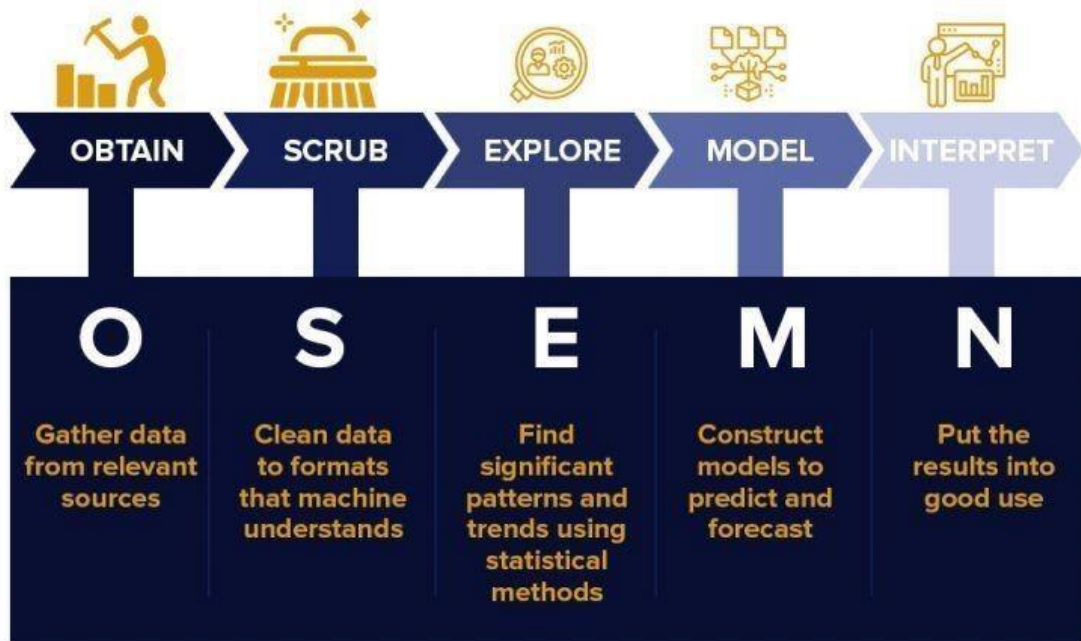 OBTAIN
SCRUB
EXPLORE
MODEL
INTERPRET
O
S
E
M
N
Gather data
from relevant
sources
Clean data
to formats
that machine
understands
Find
significant
patterns and
trends using
statistical
methods
Construct
models to
predict and
forecast
Put the
results into
good use